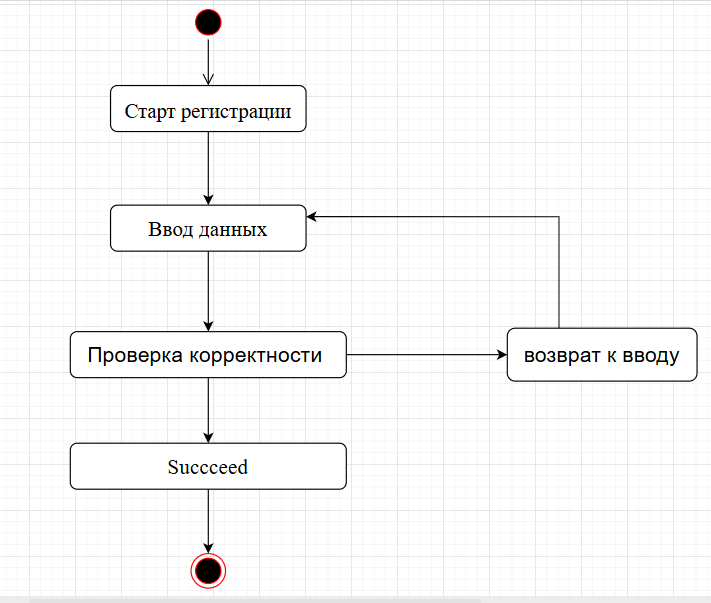 Старт регистрации
Ввод данных
Проверка корректности
возврат к вводу
Succceed